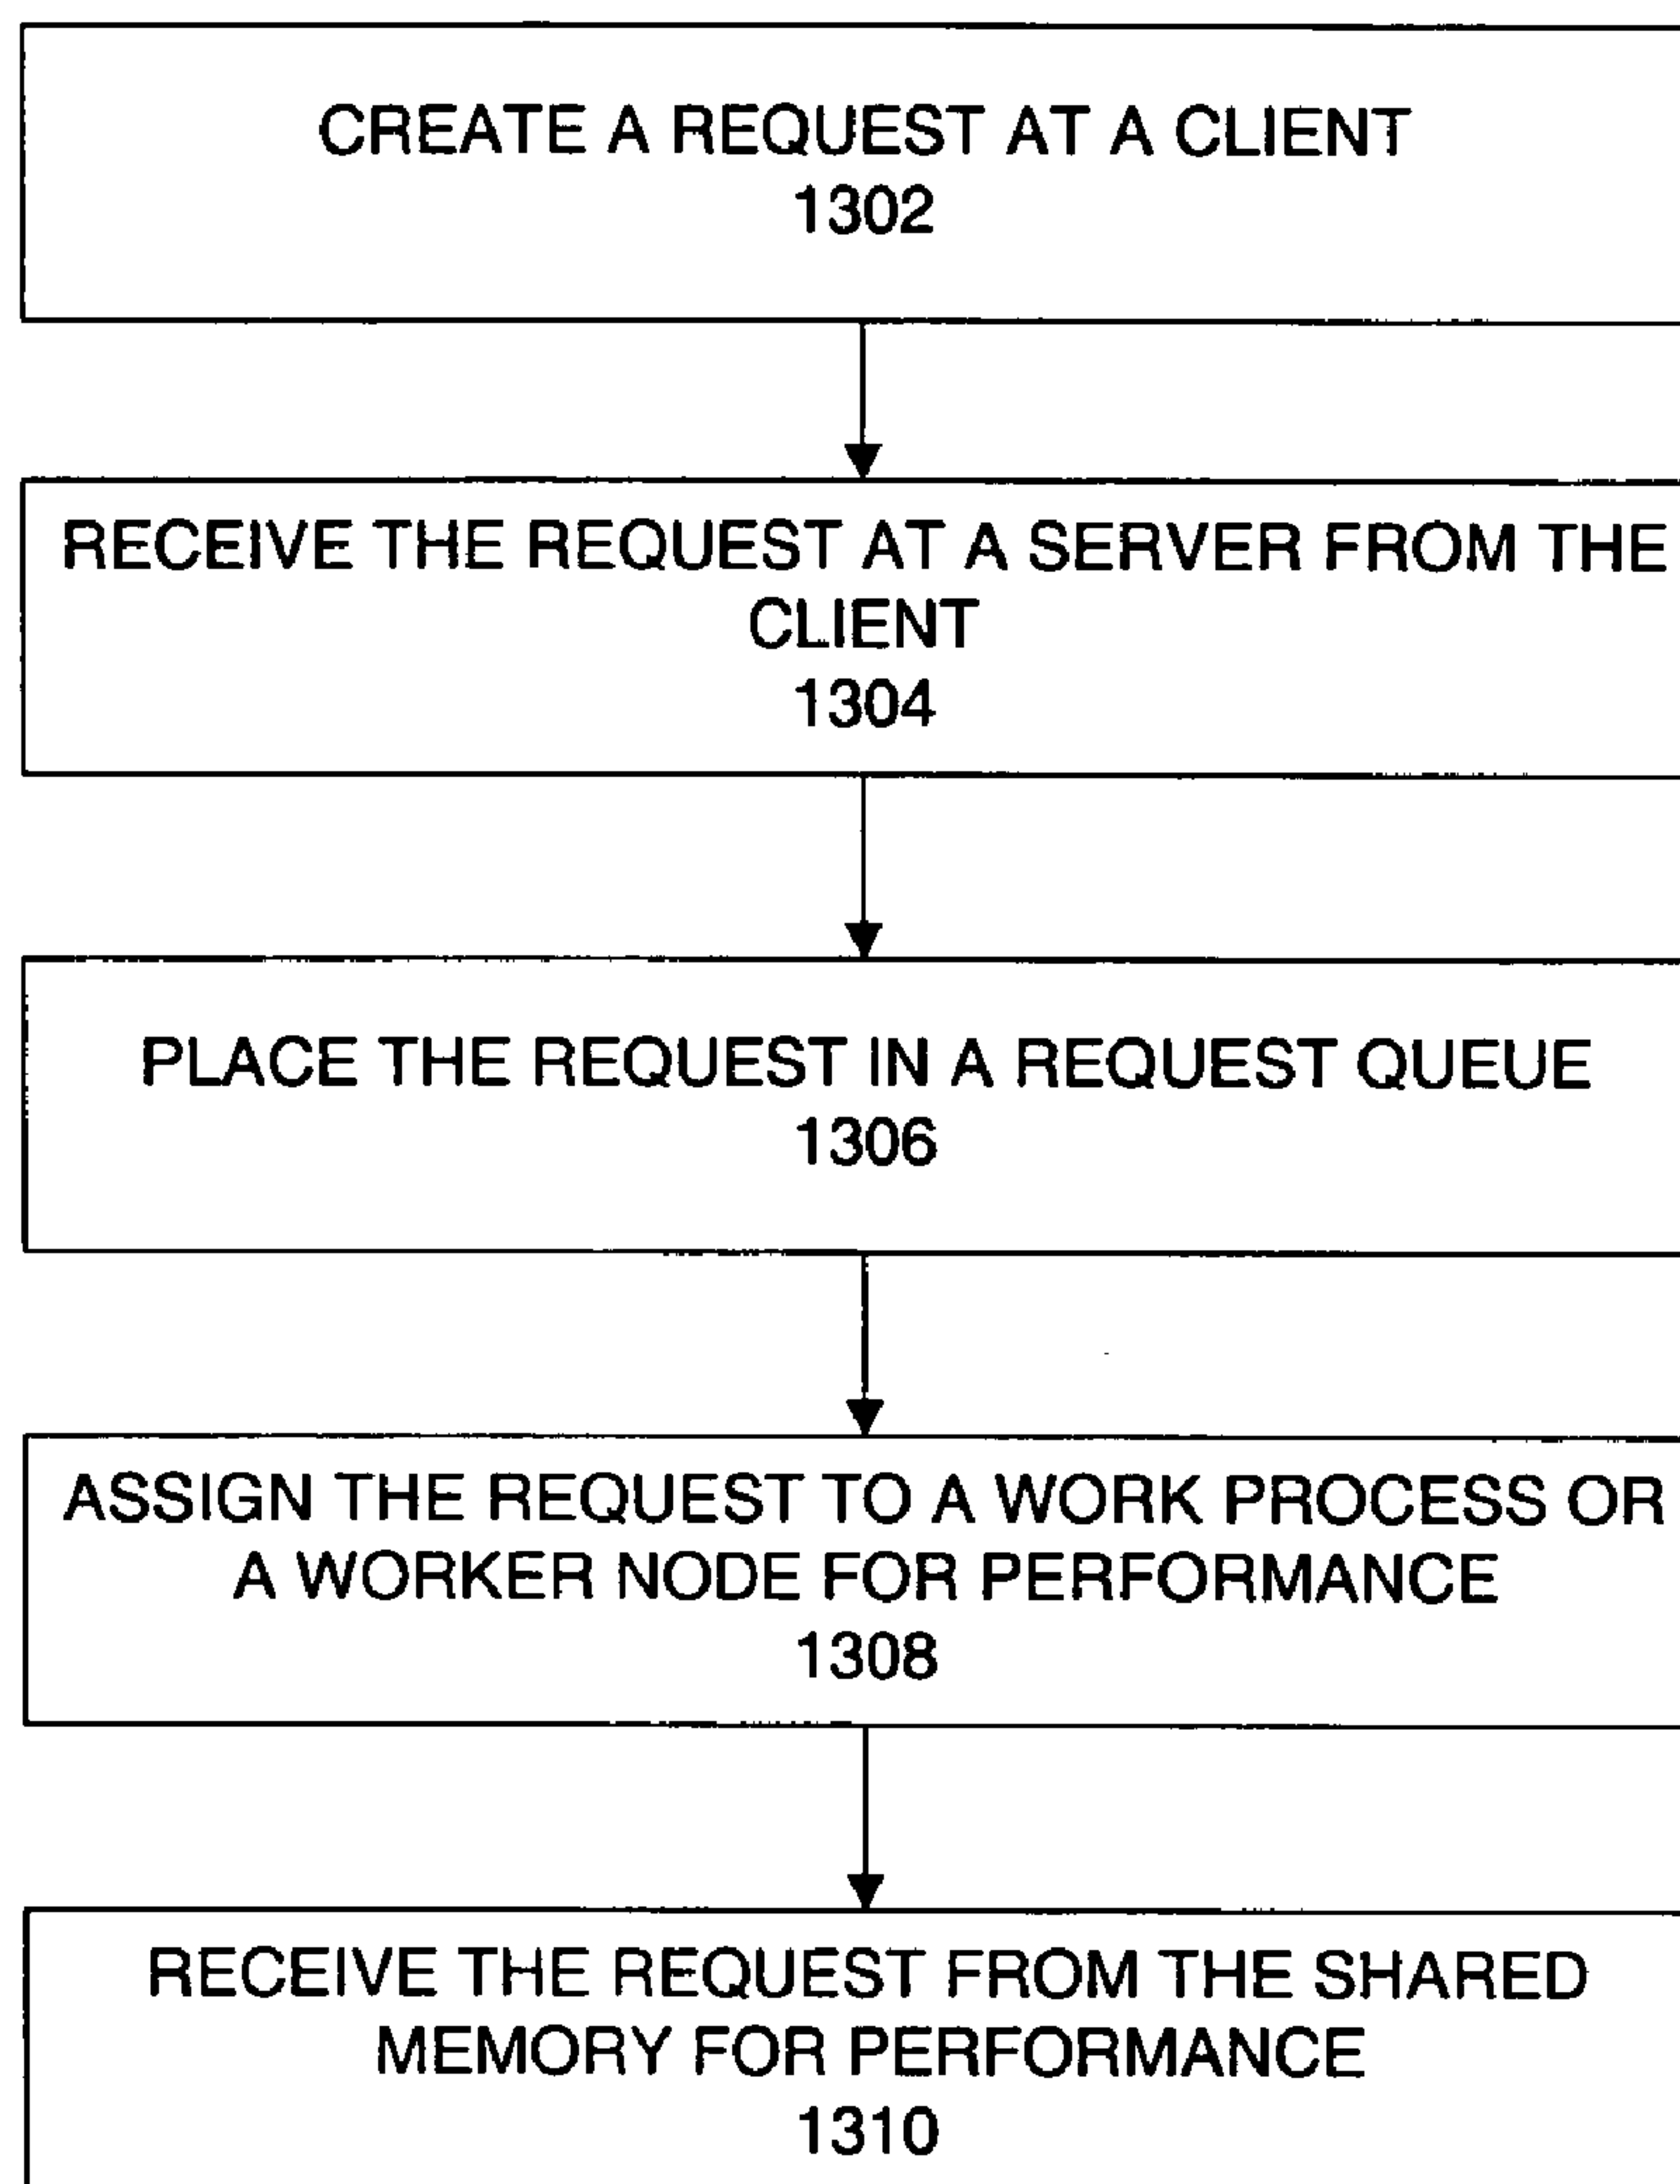 CREATE A REQUEST AT A CLIENT
1302
RECEIVE THE REQUEST AT A SERVER FROM THE
CLIENT
1304
PLACE THE REQUEST IN A REQUEST QUEUE
1306
ASSIGN THE REQUEST TO A WORK PROCESS OR
A WORKER NODE FOR PERFORMANCE
1308
RECEIVE THE REQUEST FROM THE SHARED
MEMORY FOR PERFORMANCE
1310